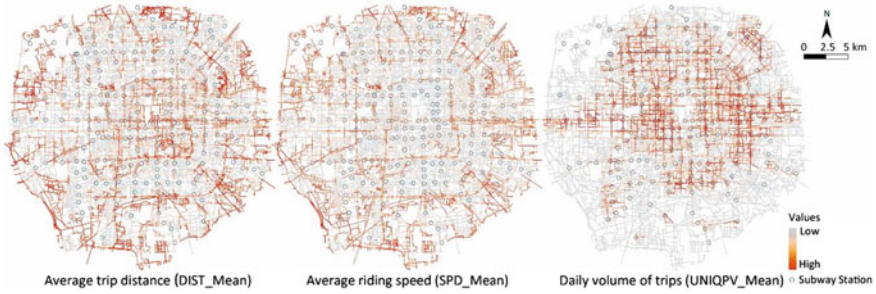 N
0 2.5 5 km
Values
Low
High
Subway Station
Average trip distance (DIST_Mean)
Average riding speed (SPD_Mean)
Daily volume of trips (UNIQPV_Mean)